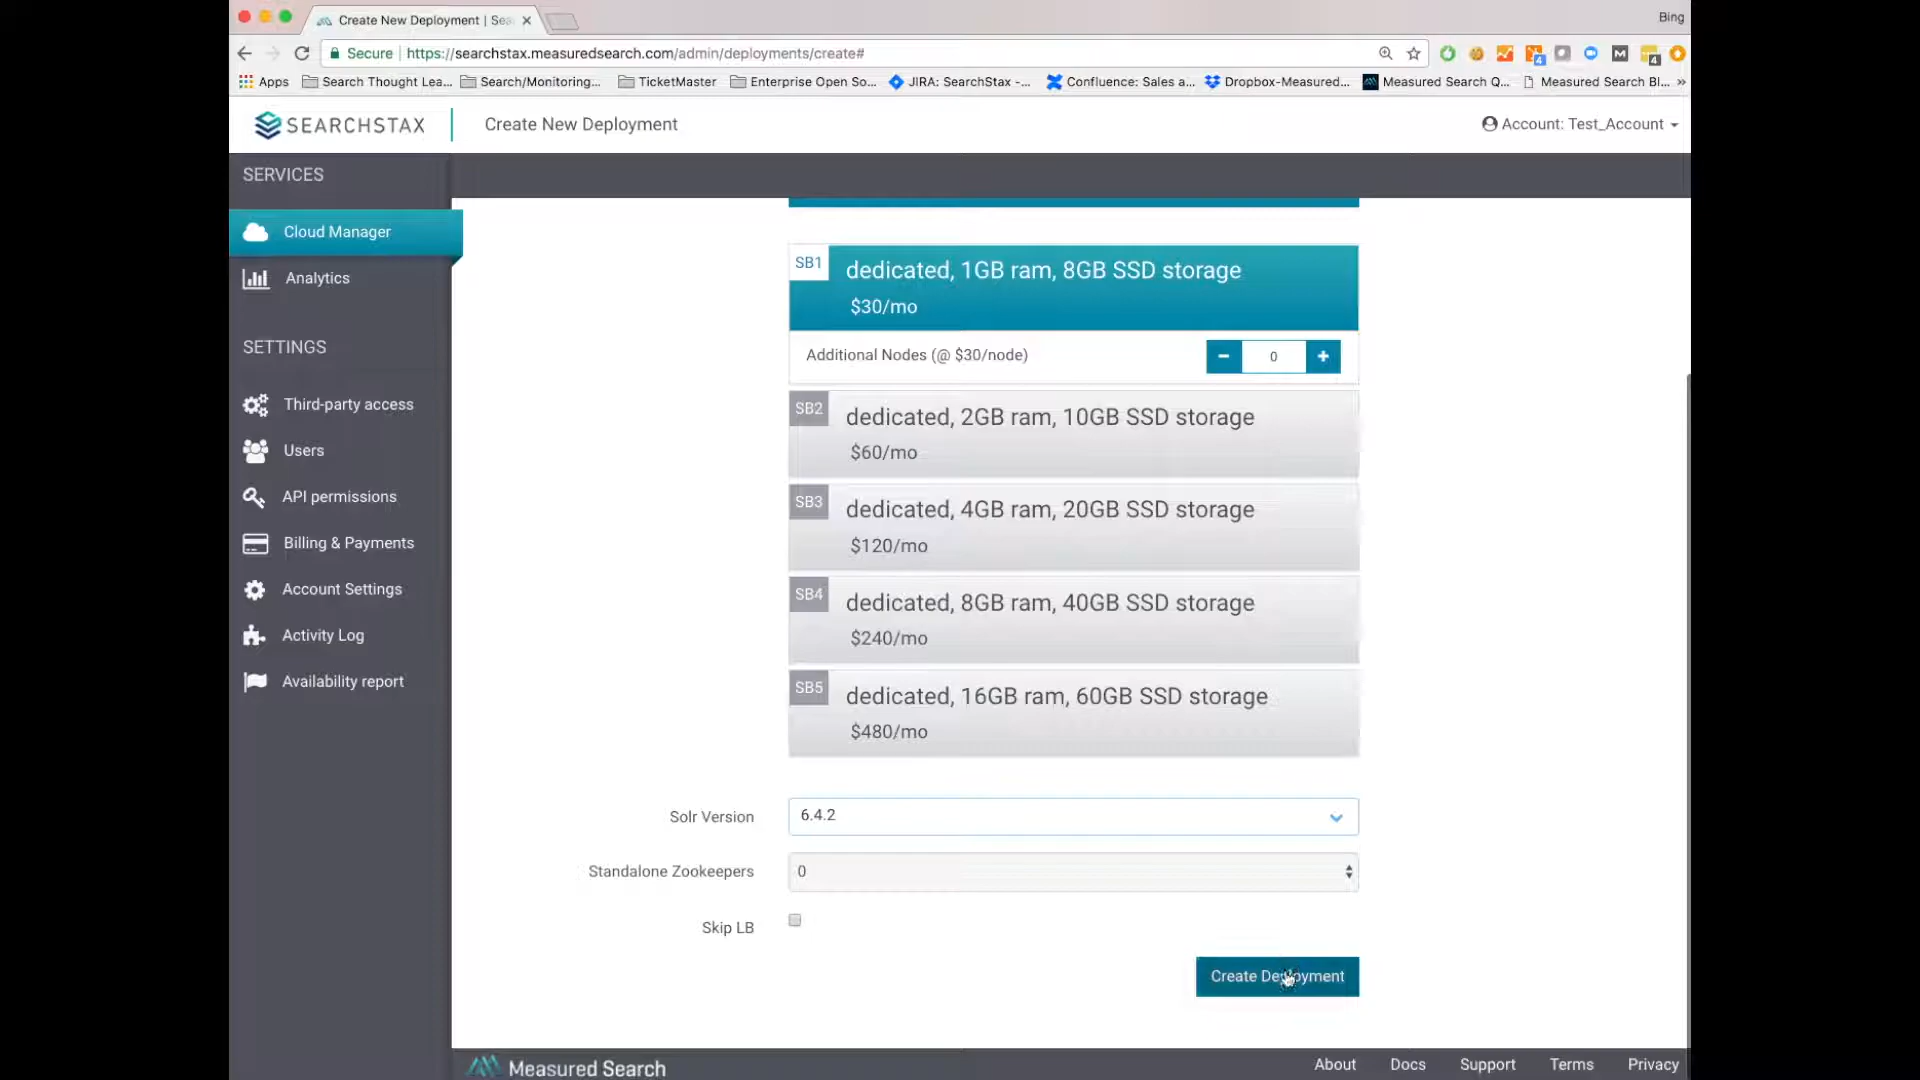 Create New Deployment | Sea
Bing
Secure
https://searchstax.measuredsearch.com/admin/deployments/create#
4
4
Apps
Search Thought Lea...
Search/Monitoring...
TicketMaster
Enterprise Open So...
JIRA: SearchStax -...
Confluence: Sales a...
Dropbox-Measured...
Measured Search Q...
Measured Search Bl...
»
SEARCHSTAX
Create New Deployment
Account: Test_Account
SERVICES
Cloud Manager
Analytics
SETTINGS
Third-party access
Users
API permissions
Billing & Payments
Account Settings
Activity Log
Availability report
SB1
dedicated, 1GB ram, 8GB SSD storage
$30/mo
Additional Nodes (@ $30/node)
−
0
+
SB2
dedicated, 2GB ram, 10GB SSD storage
$60/mo
SB3
dedicated, 4GB ram, 20GB SSD storage
$120/mo
SB4
dedicated, 8GB ram, 40GB SSD storage
$240/mo
SB5
dedicated, 16GB ram, 60GB SSD storage
$480/mo
Solr Version
6.4.2
Standalone Zookeepers
0
Skip LB
Create Deployment
Measured Search
About
Docs
Support
Terms
Privacy